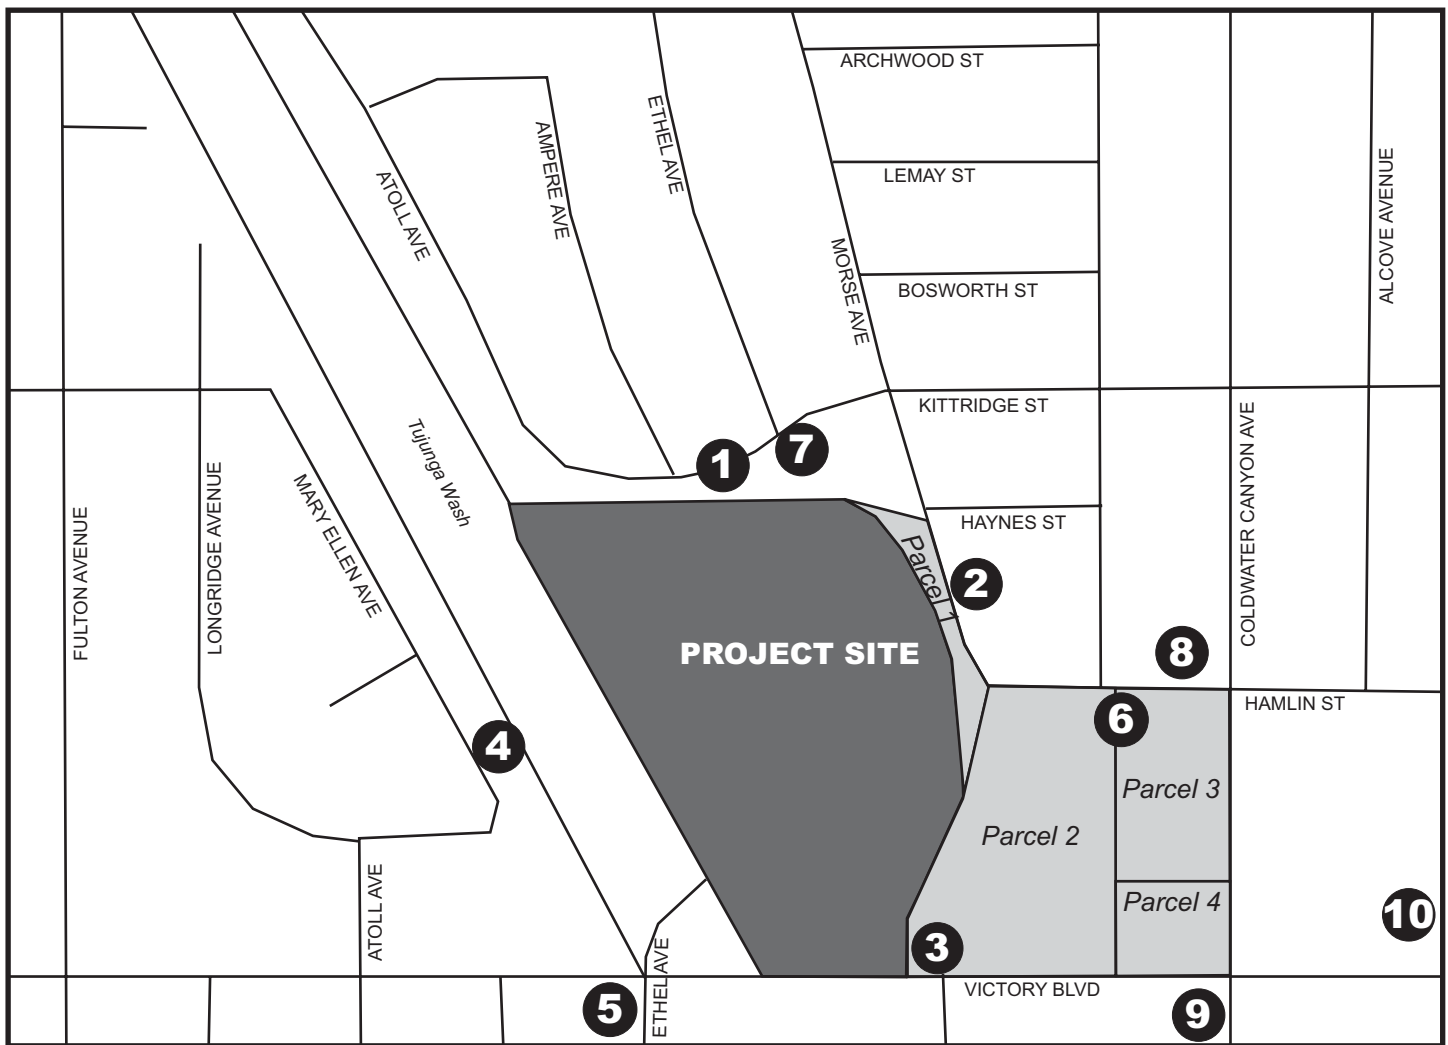 ARCHWOOD ST
ETHEL AVE
AMPERE AVE
ATOLL AVE
LEMAY ST
ALCOVE AVENUE
MORSE AVE
BOSWORTH ST
KITTRIDGE ST
Tujunga Wash
COLDWATER CANYON AVE
7
1
LONGRIDGE AVENUE
MARY ELLEN AVE
FULTON AVENUE
HAYNES ST
Parcel 1
2
PROJECT SITE
8
HAMLIN ST
6
4
Parcel 3
Parcel 2
Parcel 4
10
ATOLL AVE
3
ETHEL AVE
VICTORY BLVD
5
9